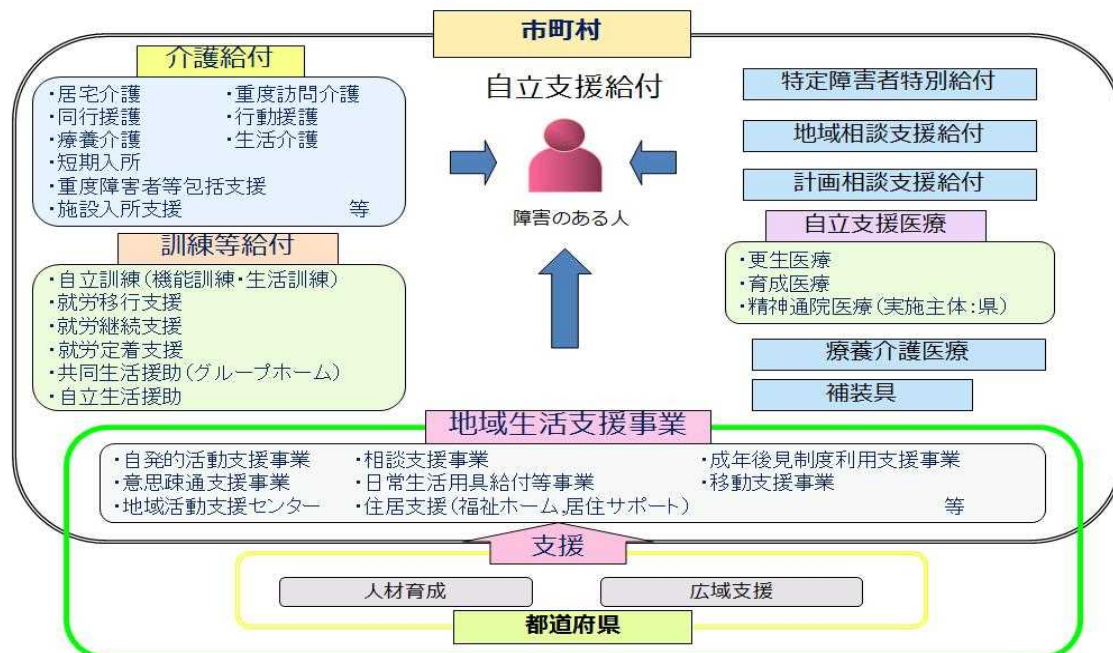 市町村
介護給付
・居宅介護 ・重度訪問介護
・同行援護 ・行動援護
・療養介護 ・生活介護
・短期入所
・重度障害者等包括支援
・施設入所支援 等
訓練等給付
・自立訓練(機能訓練・生活訓練)
・就労移行支援
・就労継続支援
・就労定着支援
・共同生活援助(グループホーム)
・自立生活援助
自立支援給付
障害のある人
特定障害者特別給付
地域相談支援給付
計画相談支援給付
自立支援医療
・更生医療
・育成医療
・精神通院医療(実施主体:県)
療養介護医療
補装具
地域生活支援事業
・自発的活動支援事業 ・相談支援事業 ・成年後見制度利用支援事業
・意思疎通支援事業 ・日常生活用具給付等事業 ・移動支援事業
・地域活動支援センター ・住居支援(福祉ホーム,居住サポート) 等
支援
人材育成 広域支援
都道府県